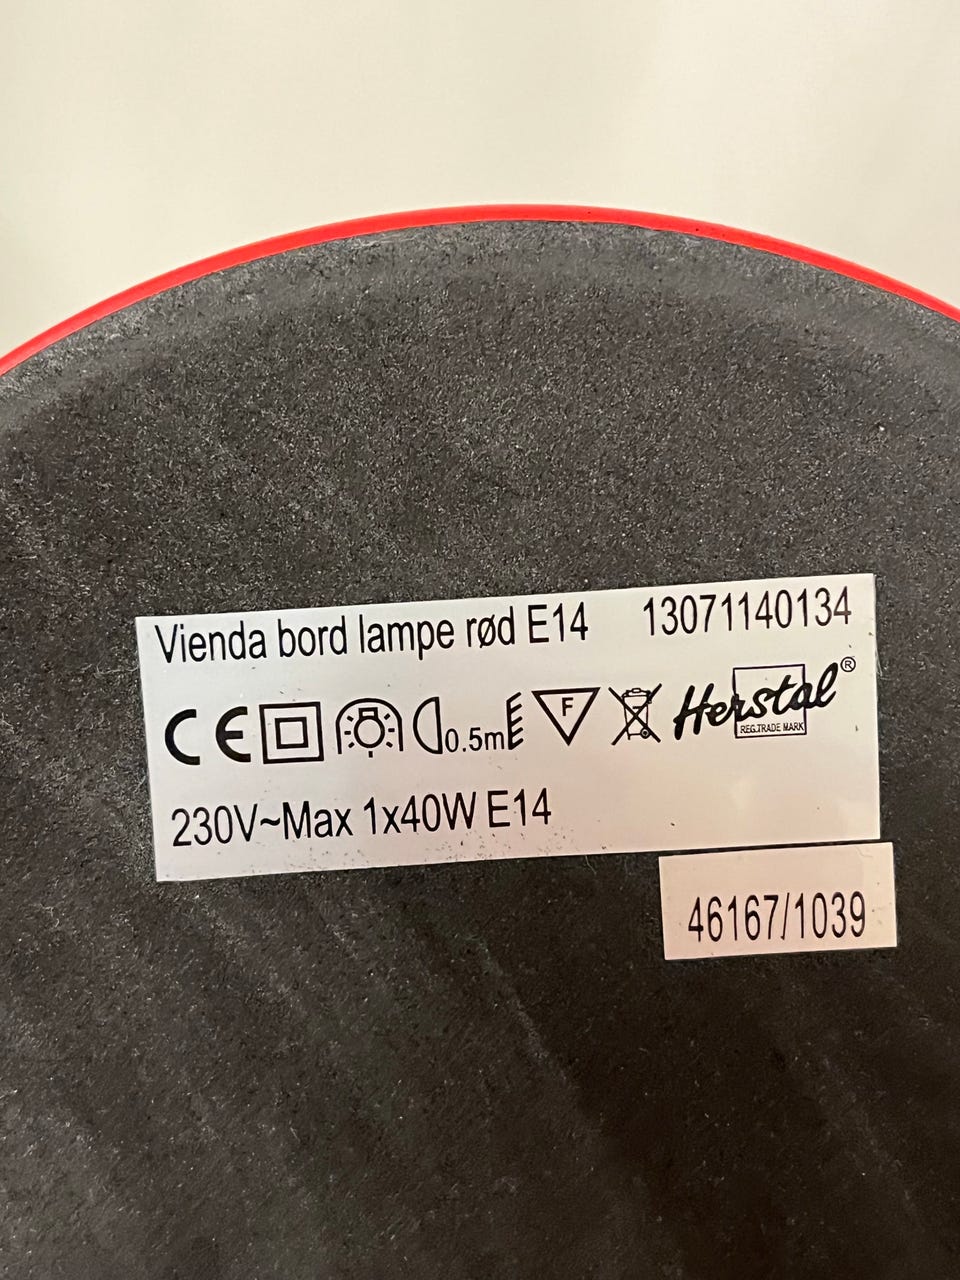 Vienda bord lampe rød E14 13071140134
CE 0.5m F Herstal®
REG.TRADE MARK
230V~Max 1x40W E14
46167/1039